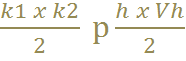 k1 x k2 / 2 p h x Vh / 2